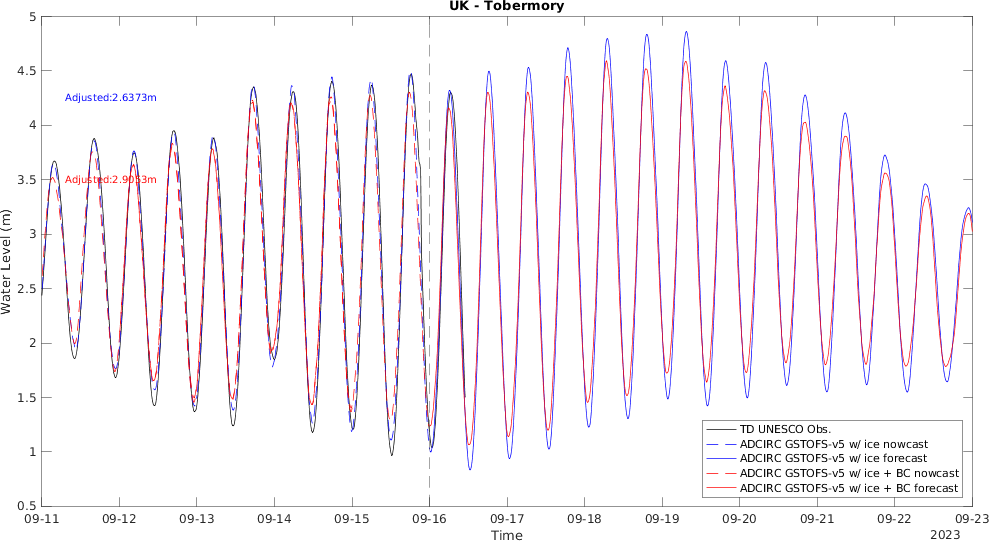 UK - Tobermory
5
4.5
4
3.5
3
2.5
2
1.5
1
0.5
Water Level (m)
Adjusted:2.6373m
Adjusted:2.9053m
TD UNESCO Obs.
ADCIRC GSTOFS-v5 w/ ice nowcast
ADCIRC GSTOFS-v5 w/ ice forecast
ADCIRC GSTOFS-v5 w/ ice + BC nowcast
ADCIRC GSTOFS-v5 w/ ice + BC forecast
09-11 09-12 09-13 09-14 09-15 09-16 09-17 09-18 09-19 09-20 09-21 09-22 09-23
Time
2023